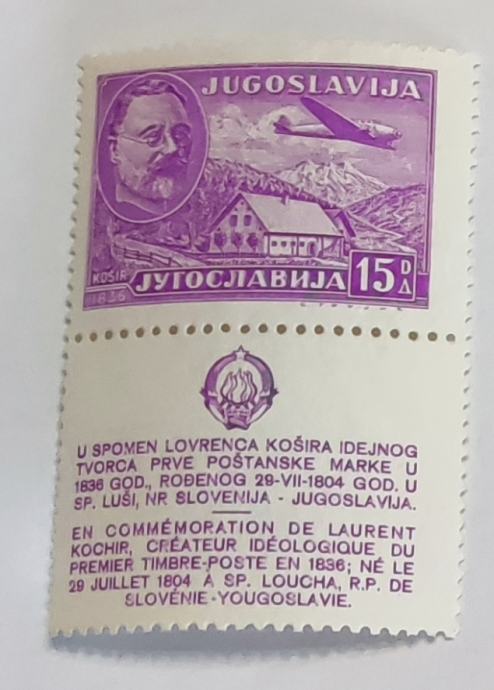 JUGOSLAVIJA
KOŠIR
1836
ЈУГОСЛАВИЈА 15 D
Д
U SPOMEN LOVRENCA KOŠIRA IDEJNOG
TVORCA PRVE POŠTANSKE MARKE U
1836 GOD., ROĐENOG 29-VII-1804 GOD. U
SP. LUŠI, NR SLOVENIJA - JUGOSLAVIJA.
EN COMMÉMORATION DE LAURENT
KOCHIR, CRÉATEUR IDÉOLOGIQUE DU
PREMIER TIMBRE-POSTE EN 1836; NÉ LE
29 JUILLET 1804 À SP. LOUCHA, R.P. DE
SLOVÉNIE-YOUGOSLAVIE.